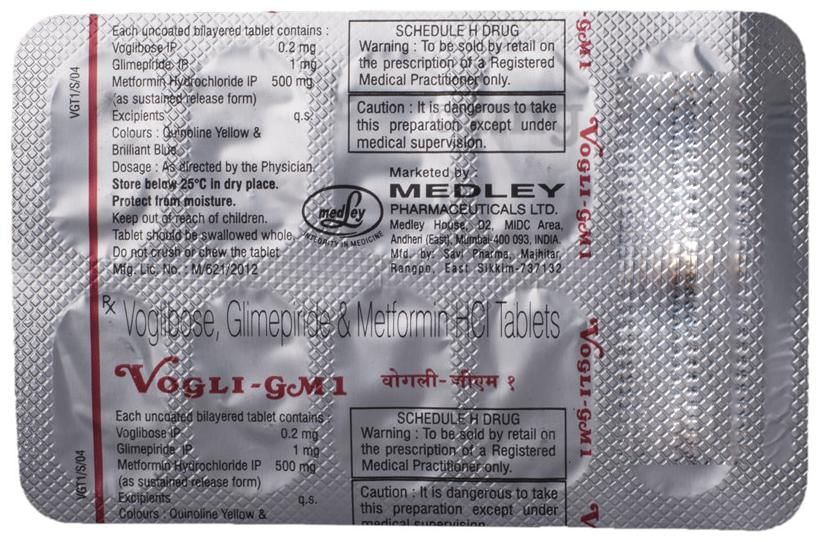 Each uncoated bilayered tablet contains :
Voglibose IP 0.2 mg
Glimepiride IP 1 mg
Metformin Hydrochloride IP 500 mg
(as sustained release form)
Excipients q.s.
Colours : Quinoline Yellow &
Brilliant Blue
Dosage : As directed by the Physician.
Store below 25°C in dry place.
Protect from moisture.
Keep out of reach of children.
Tablet should be swallowed whole,
Do not crush or chew the tablet
Mfg. Lic. No. : M/621/2012
VGT1/S/04
SCHEDULE H DRUG
Warning : To be sold by retail on
the prescription of a Registered
Medical Practitioner only.
Caution : It is dangerous to take
this preparation except under
medical supervision.
medley
INTEGRITY IN MEDICINE
Marketed by :
MEDLEY
PHARMACEUTICALS LTD.
Medley House, D2, MIDC Area,
Andheri (East), Mumbai-400 093, INDIA.
Mfd. by: Savi Pharma, Majhitar,
Rangpo, East Sikkim-737132
-GM1
VOGLI-GM1
VOGLI-GM1
V
Rx Voglibose, Glimepiride & Metformin HCl Tablets
VOGLI-GM1 वोगली-जीएम १
Each uncoated bilayered tablet contains :
Voglibose IP 0.2 mg
Glimepiride IP 1 mg
Metformin Hydrochloride IP 500 mg
(as sustained release form)
Excipients q.s.
Colours : Quinoline Yellow &
VGT1/S/04
SCHEDULE H DRUG
Warning : To be sold by retail on
the prescription of a Registered
Medical Practitioner only.
Caution : It is dangerous to take
this preparation except under
medical supervision